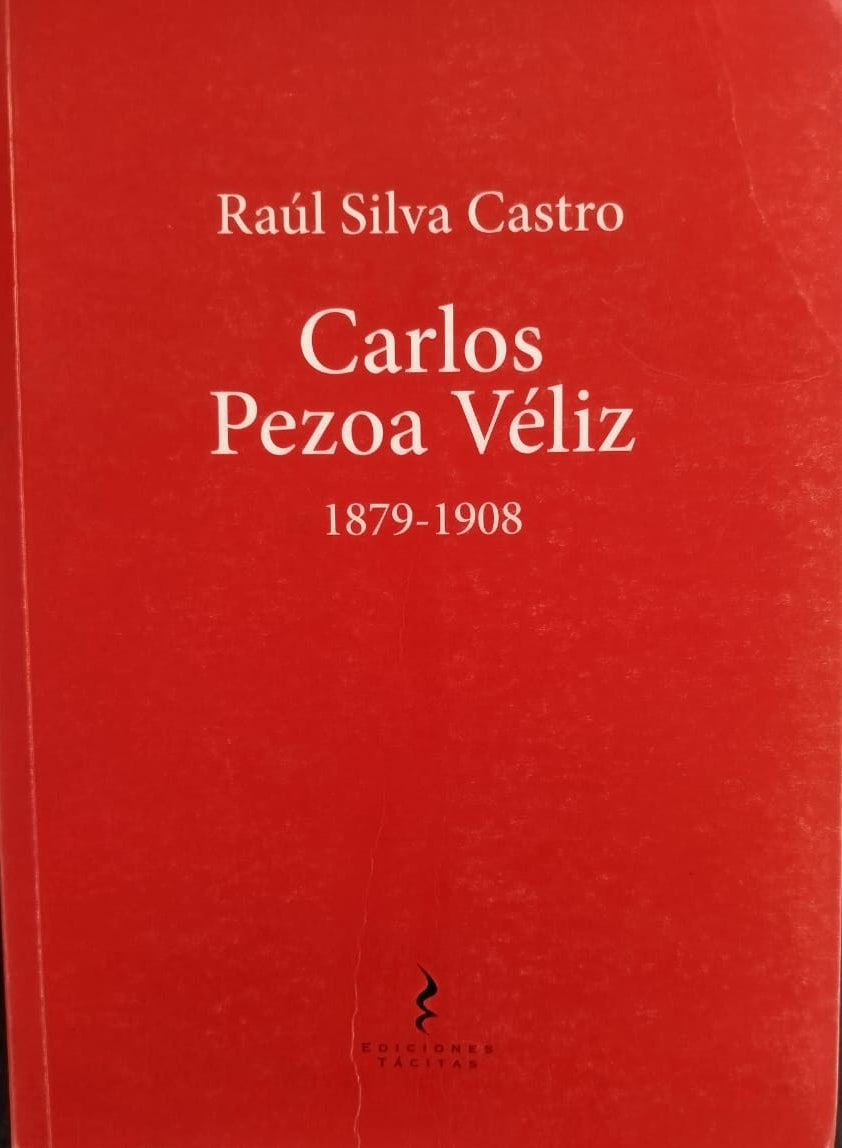 Raúl Silva Castro
Carlos
Pezoa Véliz
1879-1908
EDICIONES
TÁCITAS